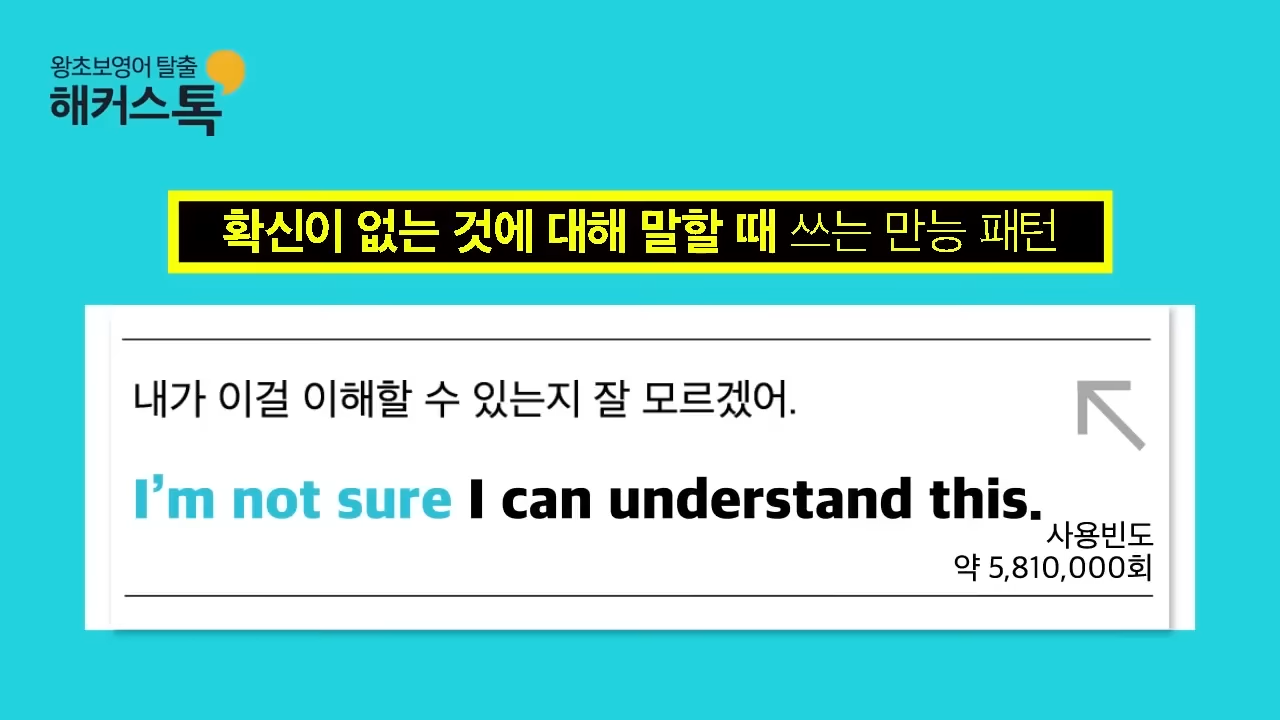 왕초보영어 탈출
해커스톡
확신이 없는 것에 대해 말할 때 쓰는 만능 패턴
내가 이걸 이해할 수 있는지 잘 모르겠어.
I’m not sure I can understand this.
사용빈도
약 5,810,000회